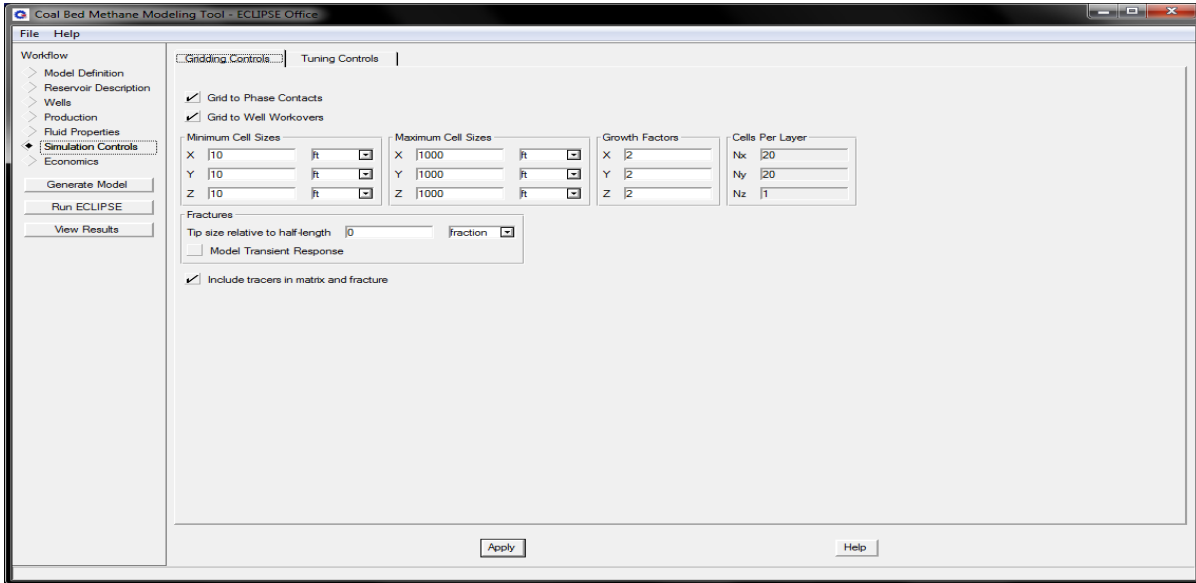 Coal Bed Methane Modeling Tool - ECLIPSE Office
File Help
Workflow
Model Definition
Reservoir Description
Wells
Production
Fluid Properties
Simulation Controls
Economics
Generate Model
Run ECLIPSE
View Results
Gridding Controls Tuning Controls
Grid to Phase Contacts
Grid to Well Workovers
Minimum Cell Sizes Maximum Cell Sizes Growth Factors Cells Per Layer
X 10 ft X 1000 ft X 2 Nx 20
Y 10 ft Y 1000 ft Y 2 Ny 20
Z 10 ft Z 1000 ft Z 2 Nz 1
Fractures
Tip size relative to half-length 0 fraction
Model Transient Response
Include tracers in matrix and fracture
Apply Help